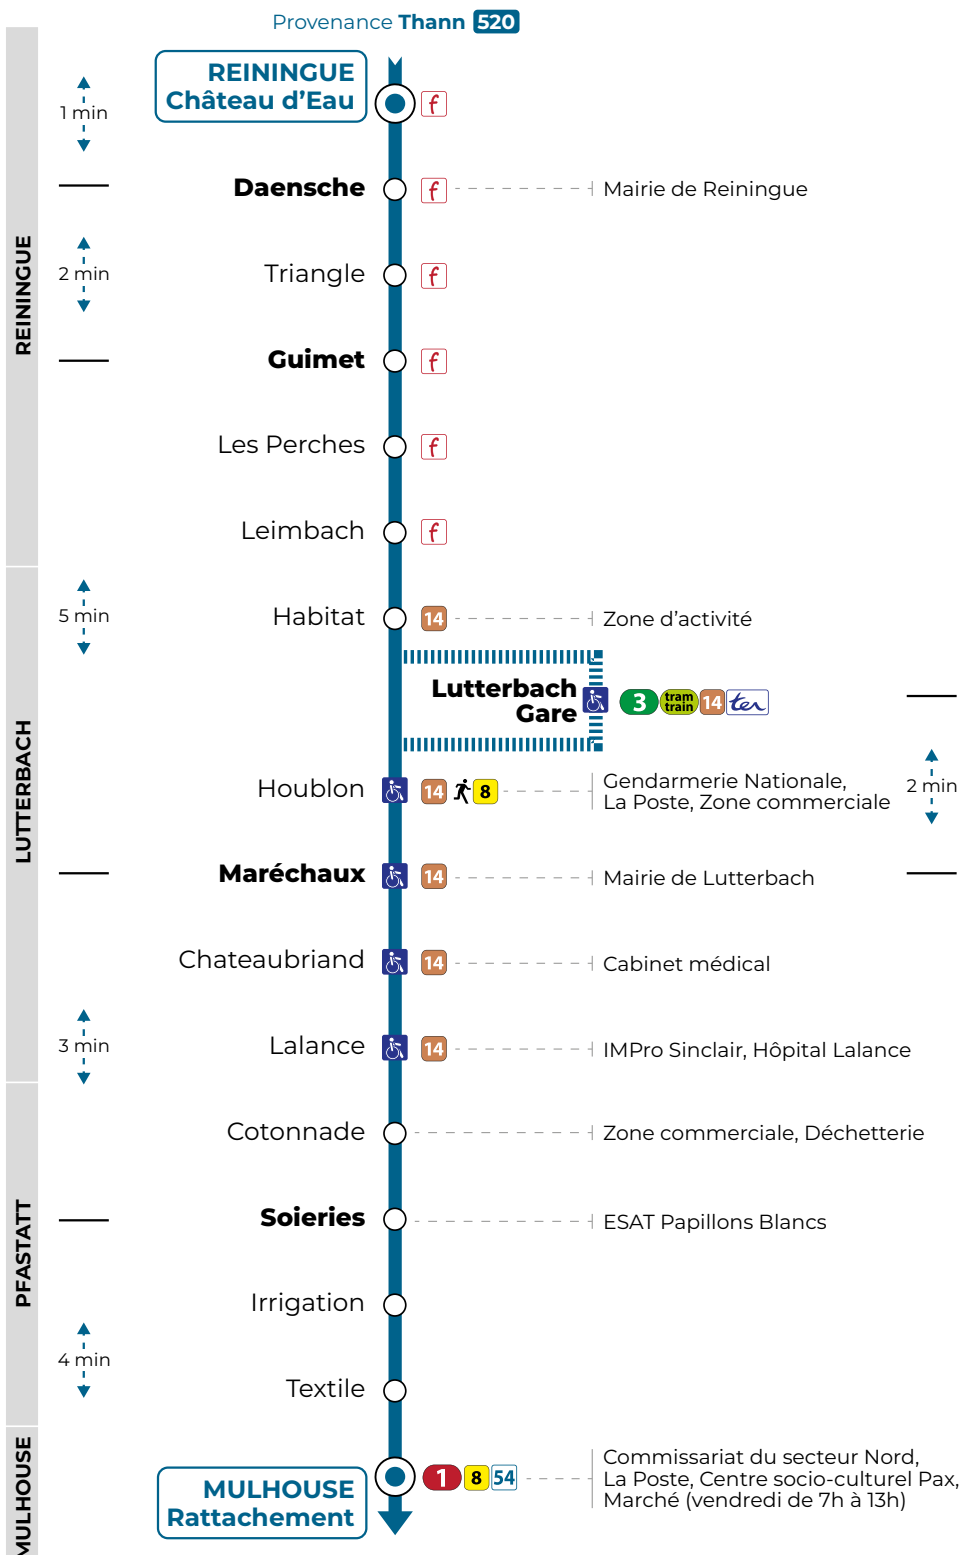 Provenance Thann 520
REININGUE
Château d'Eau
f
1 min
Daensche
f
Mairie de Reiningue
REININGUE
2 min
Triangle
f
Guimet
f
Les Perches
f
Leimbach
f
5 min
Habitat
14
Zone d'activité
Lutterbach
Gare
3
tram
train
14
ter
LUTTERBACH
Houblon
14
8
Gendarmerie Nationale,
La Poste, Zone commerciale
2 min
Maréchaux
14
Mairie de Lutterbach
Chateaubriand
14
Cabinet médical
3 min
Lalance
14
IMPro Sinclair, Hôpital Lalance
Cotonnade
Zone commerciale, Déchetterie
PFASTATT
Soieries
ESAT Papillons Blancs
Irrigation
4 min
Textile
MULHOUSE
MULHOUSE
Rattachement
1 8 54
Commissariat du secteur Nord,
La Poste, Centre socio-culturel Pax,
Marché (vendredi de 7h à 13h)